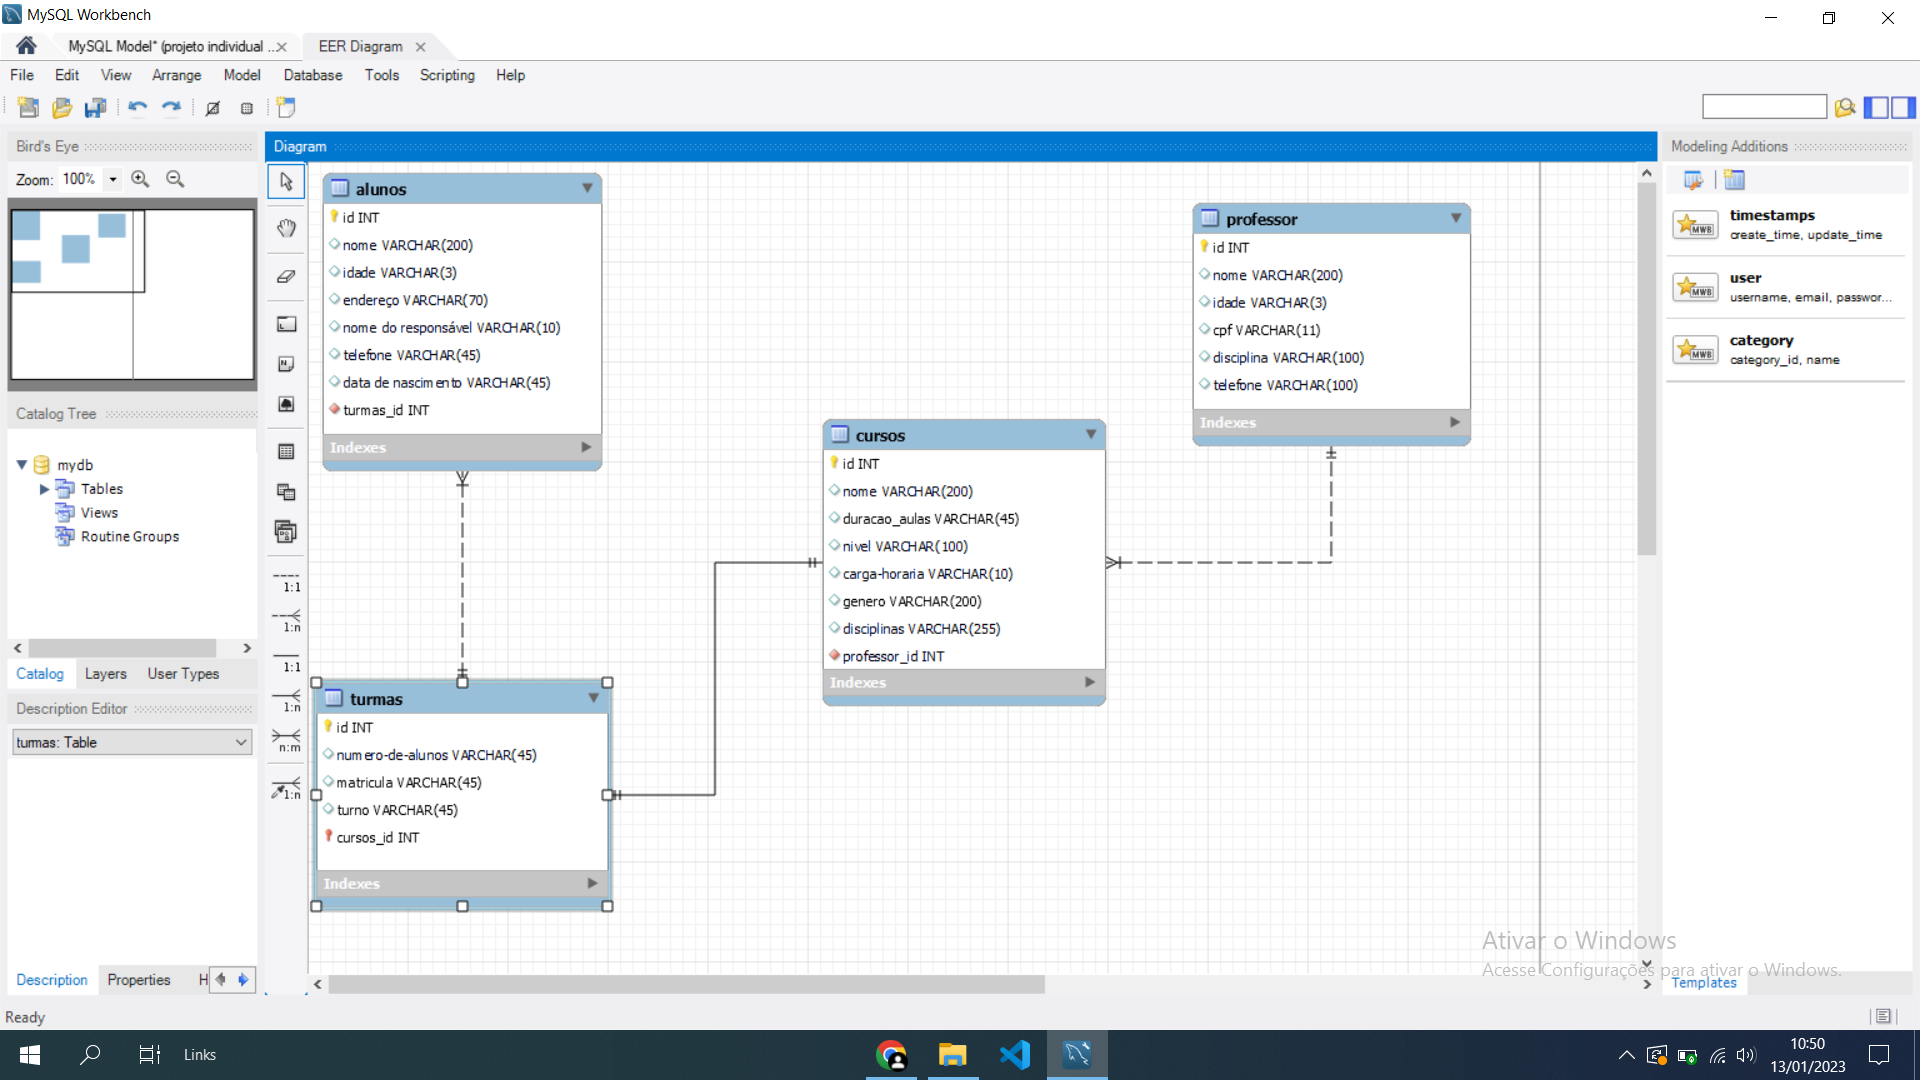 MySQL Workbench
MySQL Model* (projeto individual ...
EER Diagram
File Edit View Arrange Model Database Tools Scripting Help
Bird's Eye
Zoom: 100%
Diagram
Modeling Additions
alunos
id INT
nome VARCHAR(200)
idade VARCHAR(3)
endereço VARCHAR(70)
nome do responsável VARCHAR(10)
telefone VARCHAR(45)
data de nascimento VARCHAR(45)
turmas_id INT
Indexes
professor
id INT
nome VARCHAR(200)
idade VARCHAR(3)
cpf VARCHAR(11)
disciplina VARCHAR(100)
telefone VARCHAR(100)
Indexes
timestamps
create_time, update_time
user
username, email, passwor...
category
category_id, name
MWB
MWB
MWB
Catalog Tree
mydb
Tables
Views
Routine Groups
Catalog Layers User Types
cursos
id INT
nome VARCHAR(200)
duracao_aulas VARCHAR(45)
nivel VARCHAR(100)
carga-horaria VARCHAR(10)
genero VARCHAR(200)
disciplinas VARCHAR(255)
professor_id INT
Indexes
1:1
1:n
1:1
1:n
n:m
1:n
Description Editor
turmas: Table
turmas
id INT
numero-de-alunos VARCHAR(45)
matricula VARCHAR(45)
turno VARCHAR(45)
cursos_id INT
Indexes
Description Properties H
Ativar o Windows
Acesse Configurações para ativar o Windows.
Templates
Ready
Links
10:50
13/01/2023